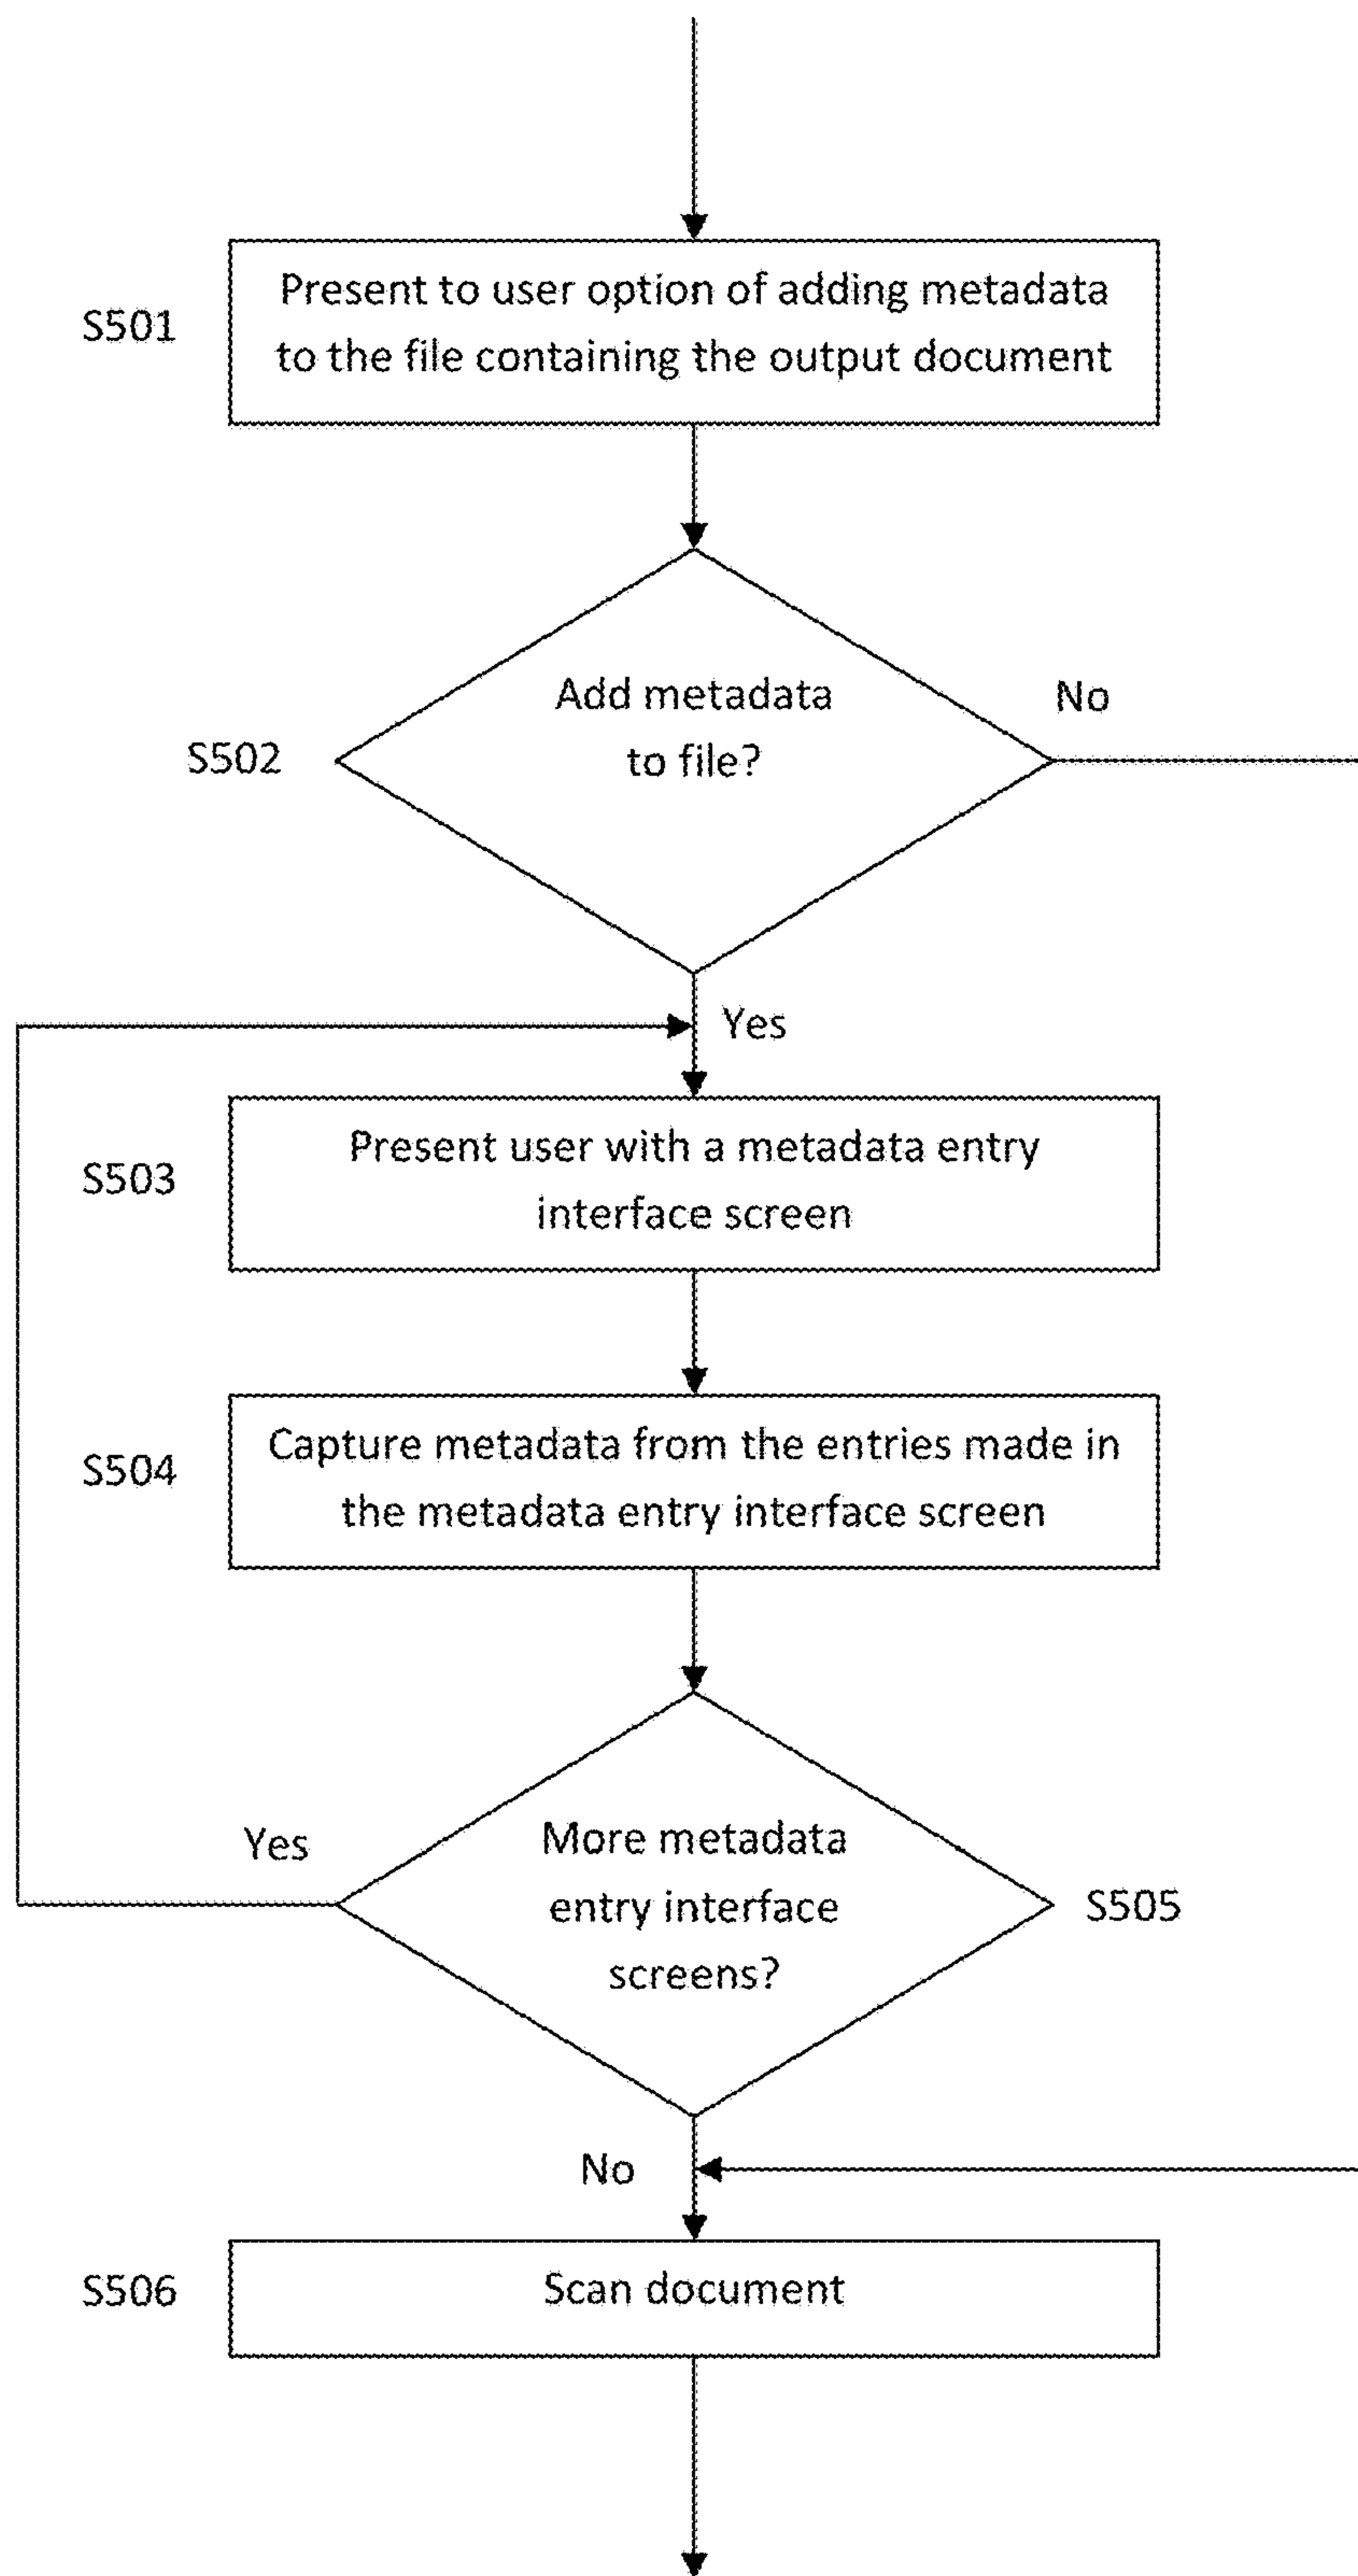 S501
Present to user option of adding metadata
to the file containing the output document
S502
Add metadata
to file?
No
Yes
S503
Present user with a metadata entry
interface screen
S504
Capture metadata from the entries made in
the metadata entry interface screen
Yes
More metadata
entry interface
screens?
S505
No
S506
Scan document